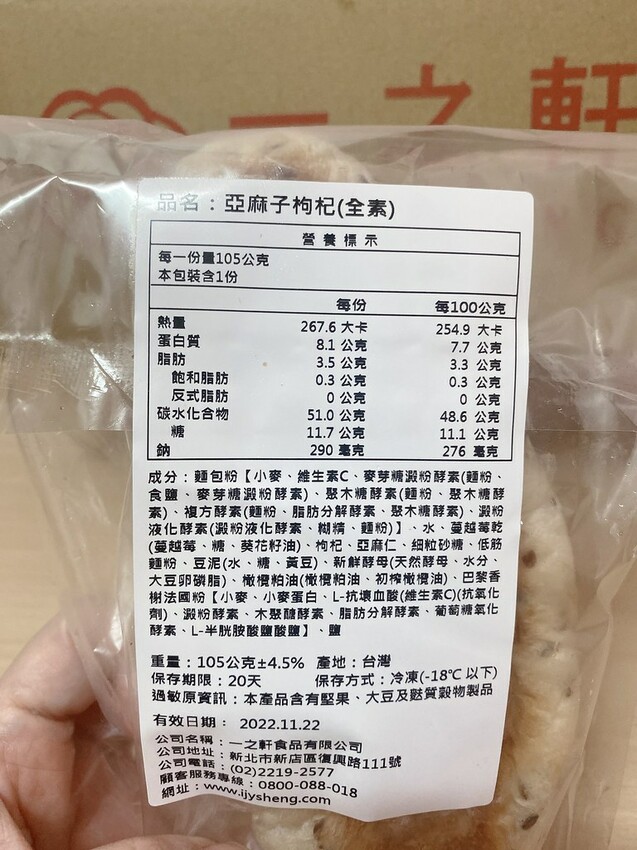 一之軒
品名：亞麻子枸杞(全素)
營養標示
每一份量105公克
本包裝含1份
每份 每100公克
熱量 267.6 大卡 254.9 大卡
蛋白質 8.1 公克 7.7 公克
脂肪 3.5 公克 3.3 公克
飽和脂肪 0.3 公克 0.3 公克
反式脂肪 0 公克 0 公克
碳水化合物 51.0 公克 48.6 公克
糖 11.7 公克 11.1 公克
鈉 290 毫克 276 毫克
成分：麵包粉【小麥、維生素C、麥芽糖澱粉酵素(麵粉、
食鹽、麥芽糖澱粉酵素)、聚木糖酵素(麵粉、聚木糖酵
素)、複方酵素(麵粉、脂肪分解酵素、聚木糖酵素)、澱粉
液化酵素(澱粉液化酵素、糊精、麵粉)】、水、蔓越莓乾
(蔓越莓、糖、葵花籽油)、枸杞、亞麻仁、細粒砂糖、低筋
麵粉、豆泥(水、糖、黃豆)、新鮮酵母(天然酵母、水分、
大豆卵磷脂)、橄欖粕油(橄欖粕油、初榨橄欖油)、巴黎香
榭法國粉【小麥、小麥蛋白、L-抗壞血酸(維生素C)(抗氧化
劑)、澱粉酵素、木聚醣酵素、脂肪分解酵素、葡萄糖氧化
酵素、L-半胱胺酸鹽酸鹽】、鹽
重量：105公克±4.5% 產地：台灣
保存期限：20天 保存方式：冷凍(-18℃以下)
過敏原資訊：本產品含有堅果、大豆及麩質穀物製品
有效日期： 2022.11.22
公司名稱：一之軒食品有限公司
公司地址：新北市新店區復興路111號
公司電話：(02)2219-2577
顧客服務專線：0800-088-018
網址：www.ijysheng.com